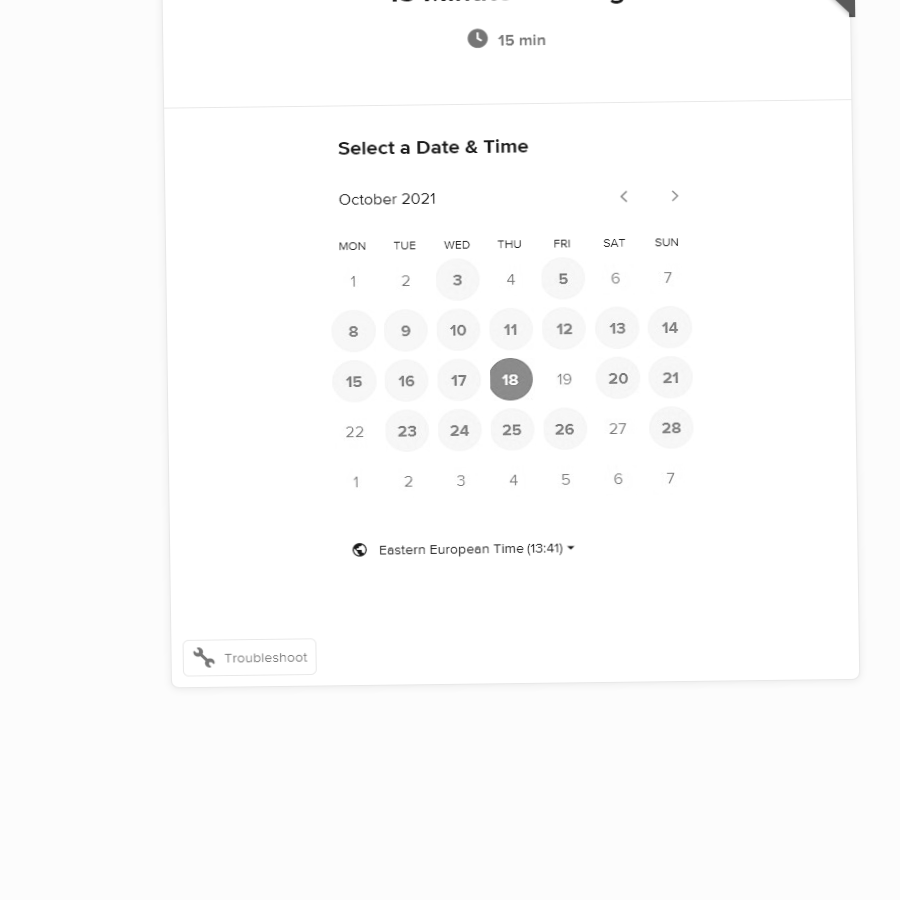 15 min
Select a Date & Time
October 2021
MON TUE WED THU FRI SAT SUN
1 2 3 4 5 6 7
8 9 10 11 12 13 14
15 16 17 18 19 20 21
22 23 24 25 26 27 28
1 2 3 4 5 6 7
Eastern European Time (13:41)
Troubleshoot